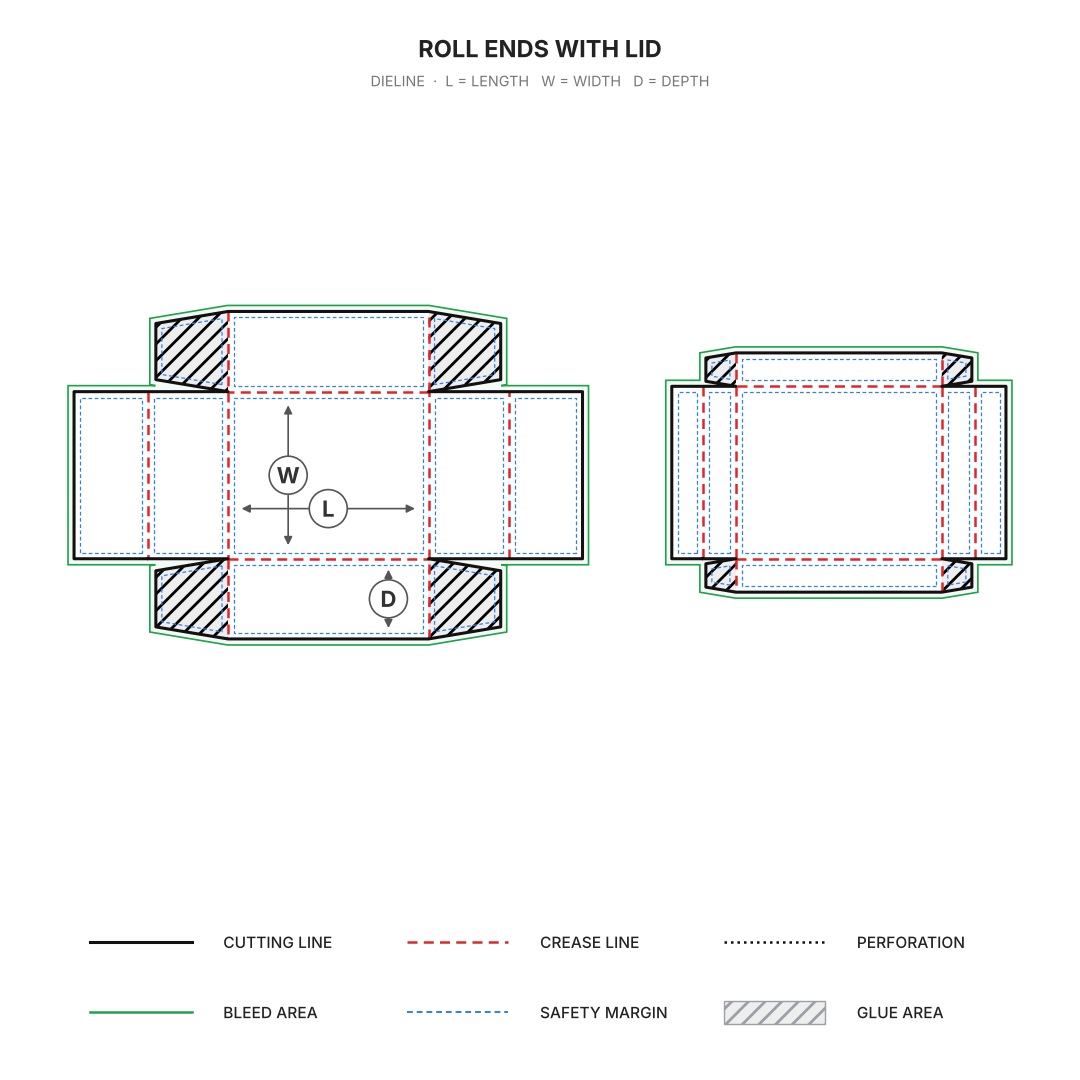 ROLL ENDS WITH LID
DIELINE · L = LENGTH W = WIDTH D = DEPTH
W
L
D
CUTTING LINE
CREASE LINE
PERFORATION
BLEED AREA
SAFETY MARGIN
GLUE AREA